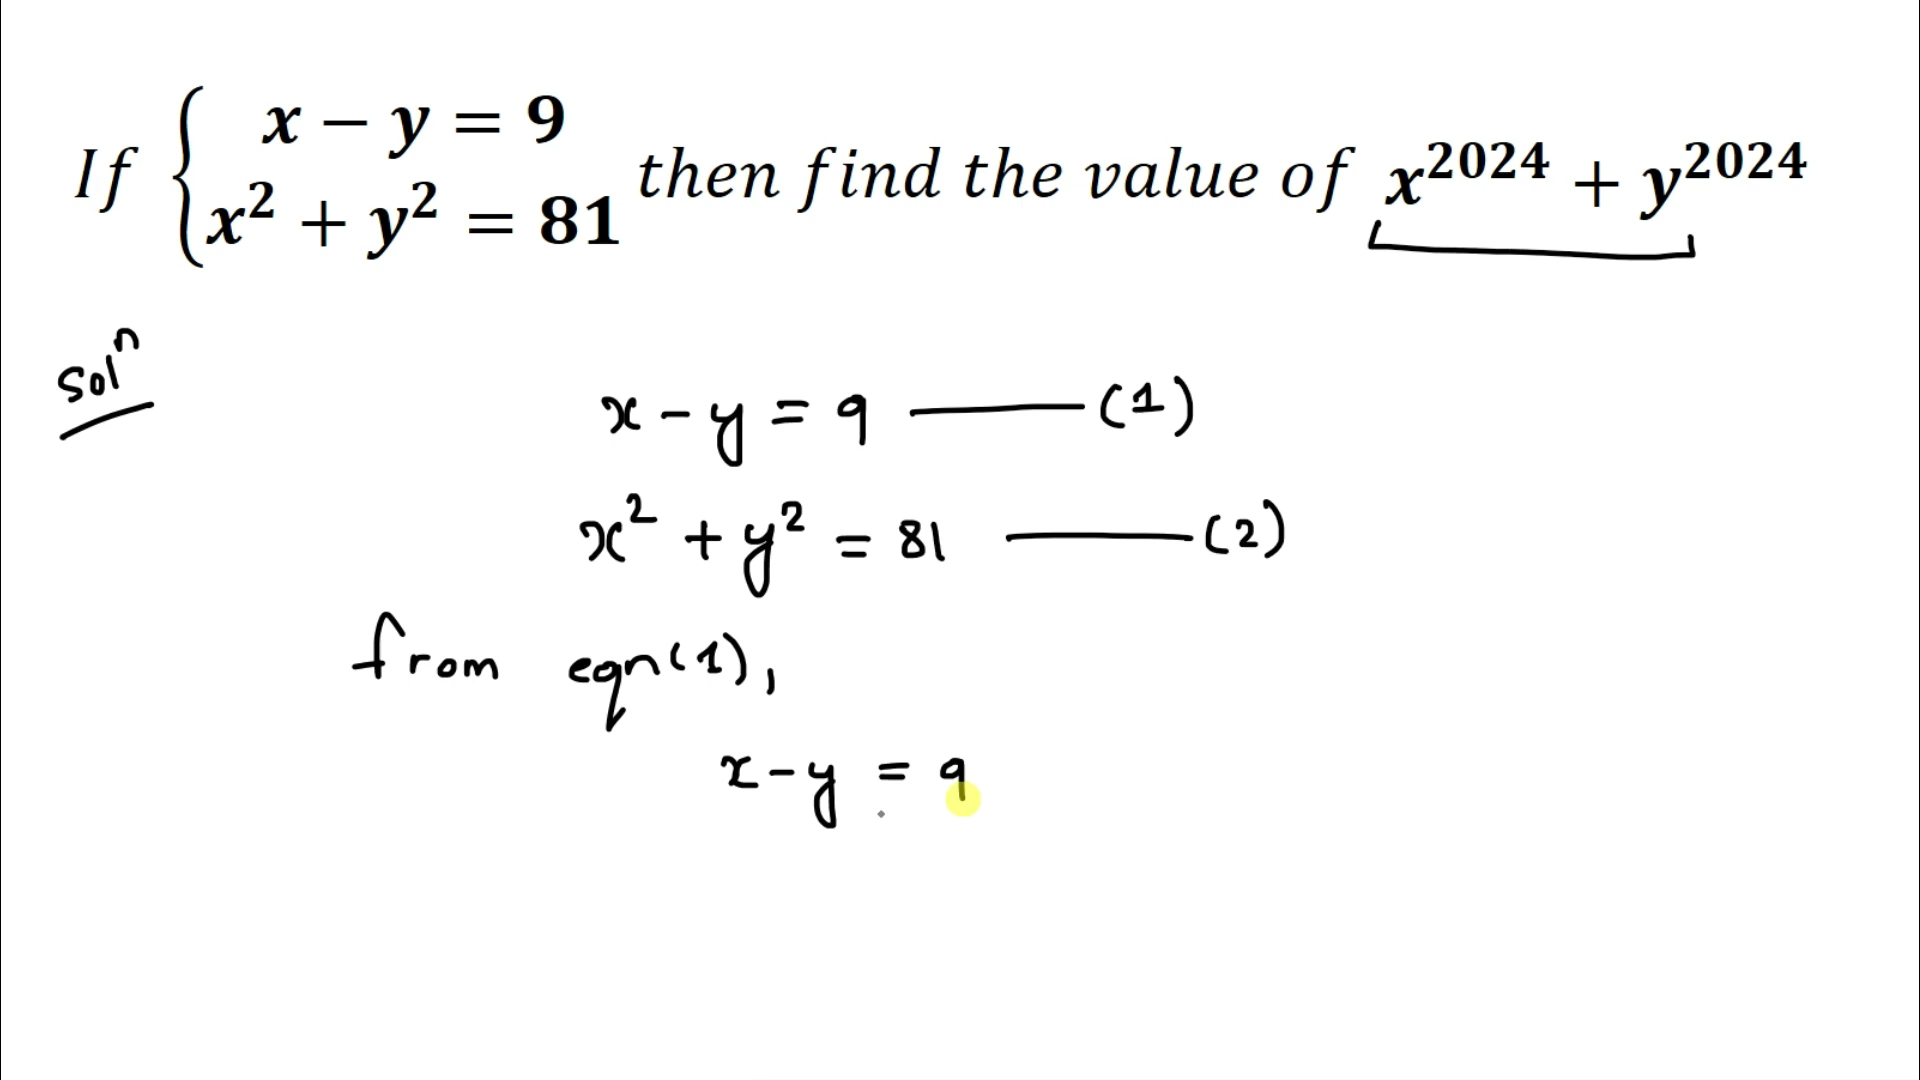 If { x − y = 9
x² + y² = 81 then find the value of x²⁰²⁴ + y²⁰²⁴
Solⁿ
x − y = 9 —— (1)
x² + y² = 81 —— (2)
from eqn(1),
x − y = 9